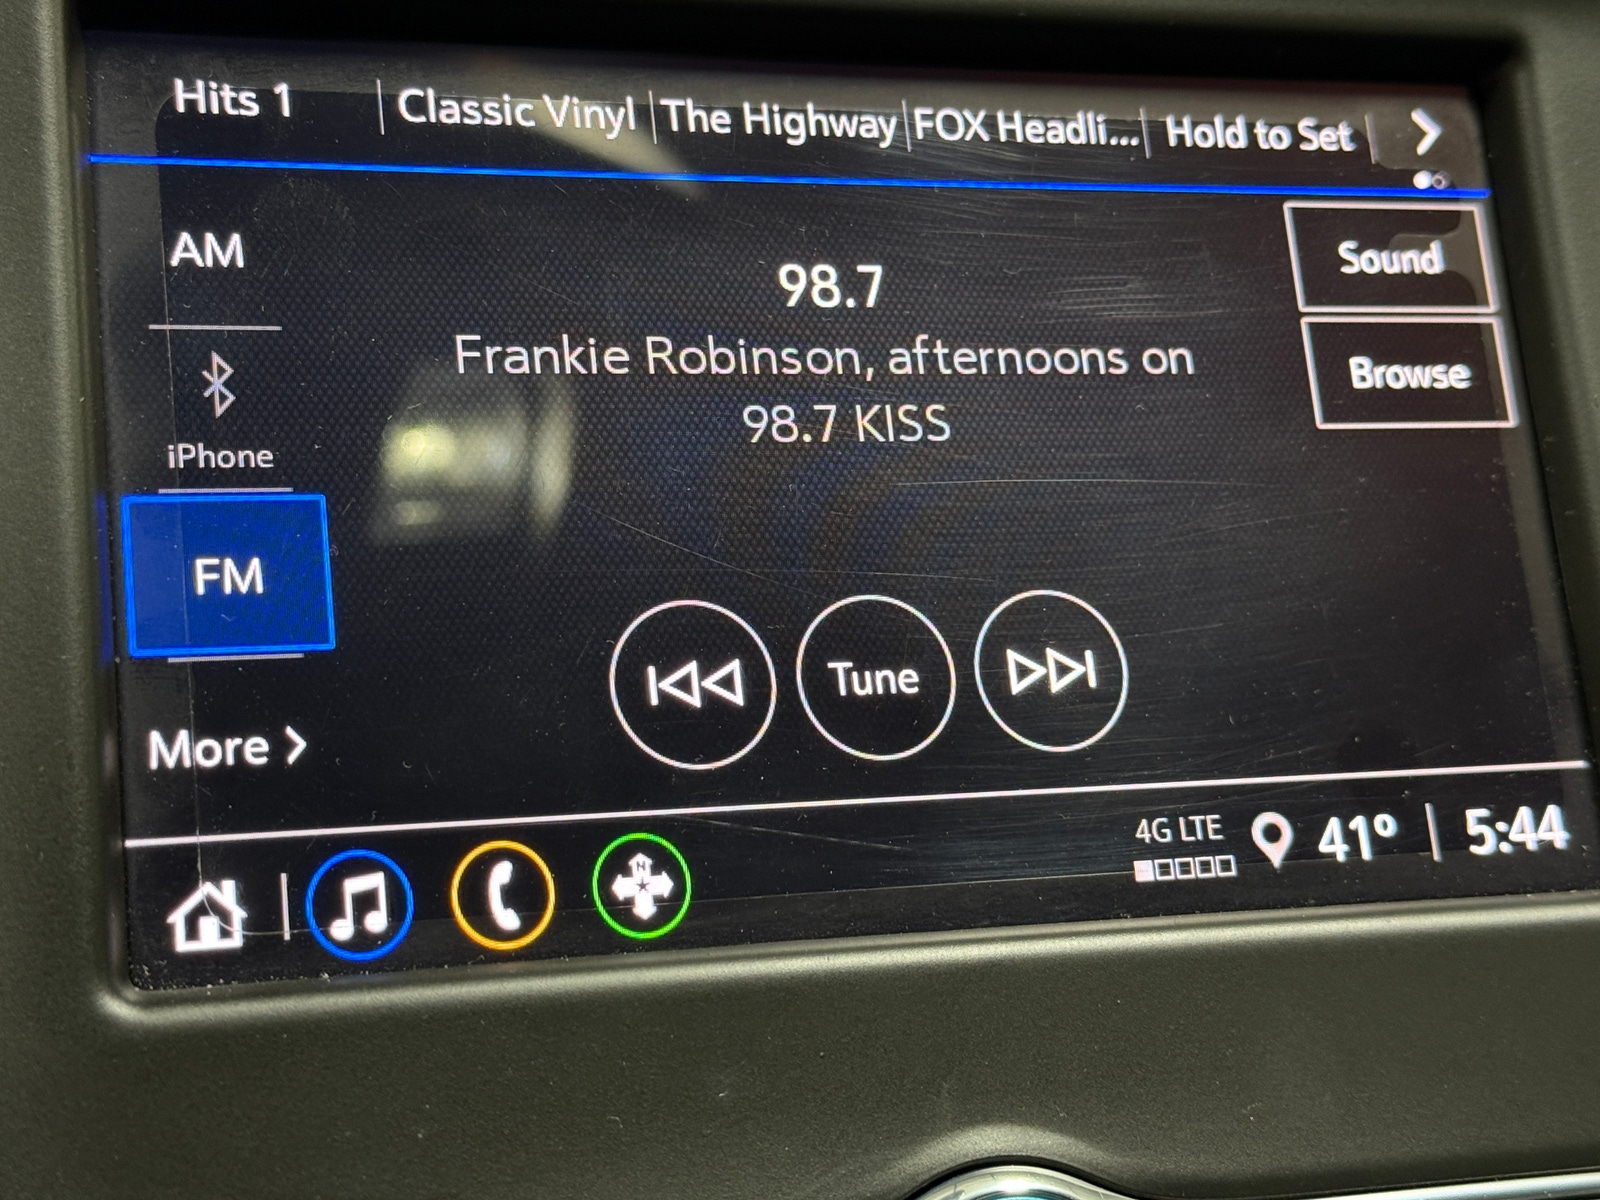 Hits 1 Classic Vinyl The Highway FOX Headli... Hold to Set
AM
98.7
Sound
Frankie Robinson, afternoons on
98.7 KISS
Browse
iPhone
FM
Tune
More
4G LTE 41° 5:44
N